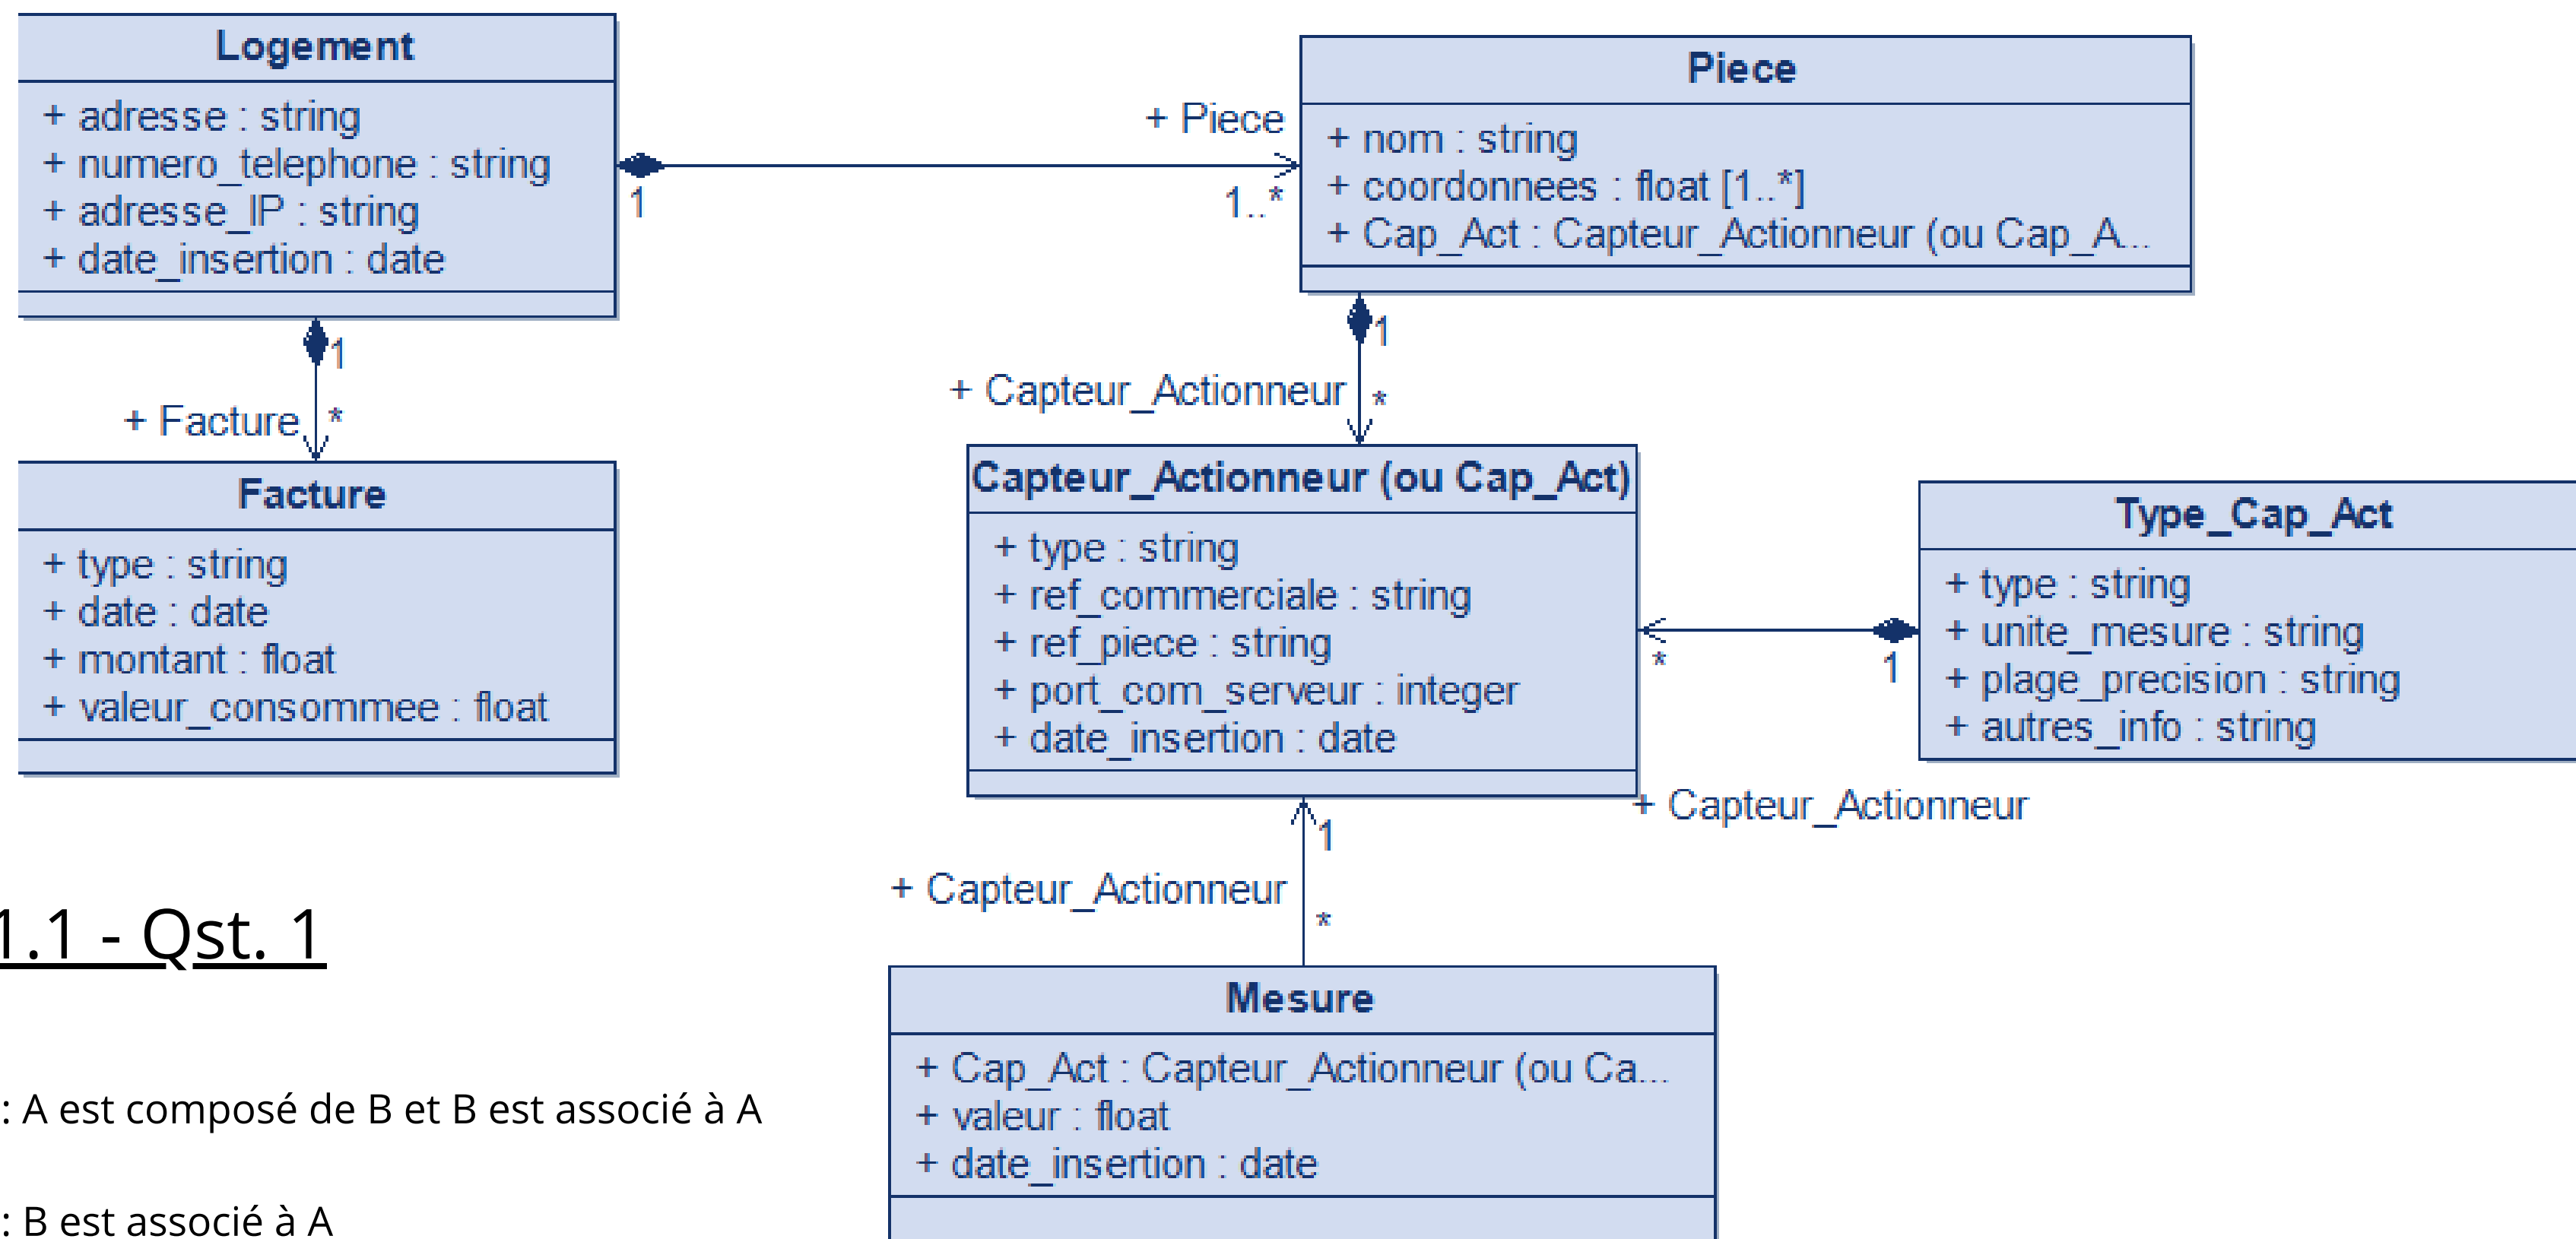 Logement
+ adresse : string
+ numero_telephone : string
+ adresse_IP : string
+ date_insertion : date
1
+ Piece
1..*
Piece
+ nom : string
+ coordonnees : float [1..*]
+ Cap_Act : Capteur_Actionneur (ou Cap_A...
1
+ Facture
*
Facture
+ type : string
+ date : date
+ montant : float
+ valeur_consommee : float
1
+ Capteur_Actionneur
*
Capteur_Actionneur (ou Cap_Act)
+ type : string
+ ref_commerciale : string
+ ref_piece : string
+ port_com_serveur : integer
+ date_insertion : date
*
1
Type_Cap_Act
+ type : string
+ unite_mesure : string
+ plage_precision : string
+ autres_info : string
+ Capteur_Actionneur
1
+ Capteur_Actionneur
*
Mesure
+ Cap_Act : Capteur_Actionneur (ou Ca...
+ valeur : float
+ date_insertion : date
1.1 - Qst. 1
: A est composé de B et B est associé à A
: B est associé à A